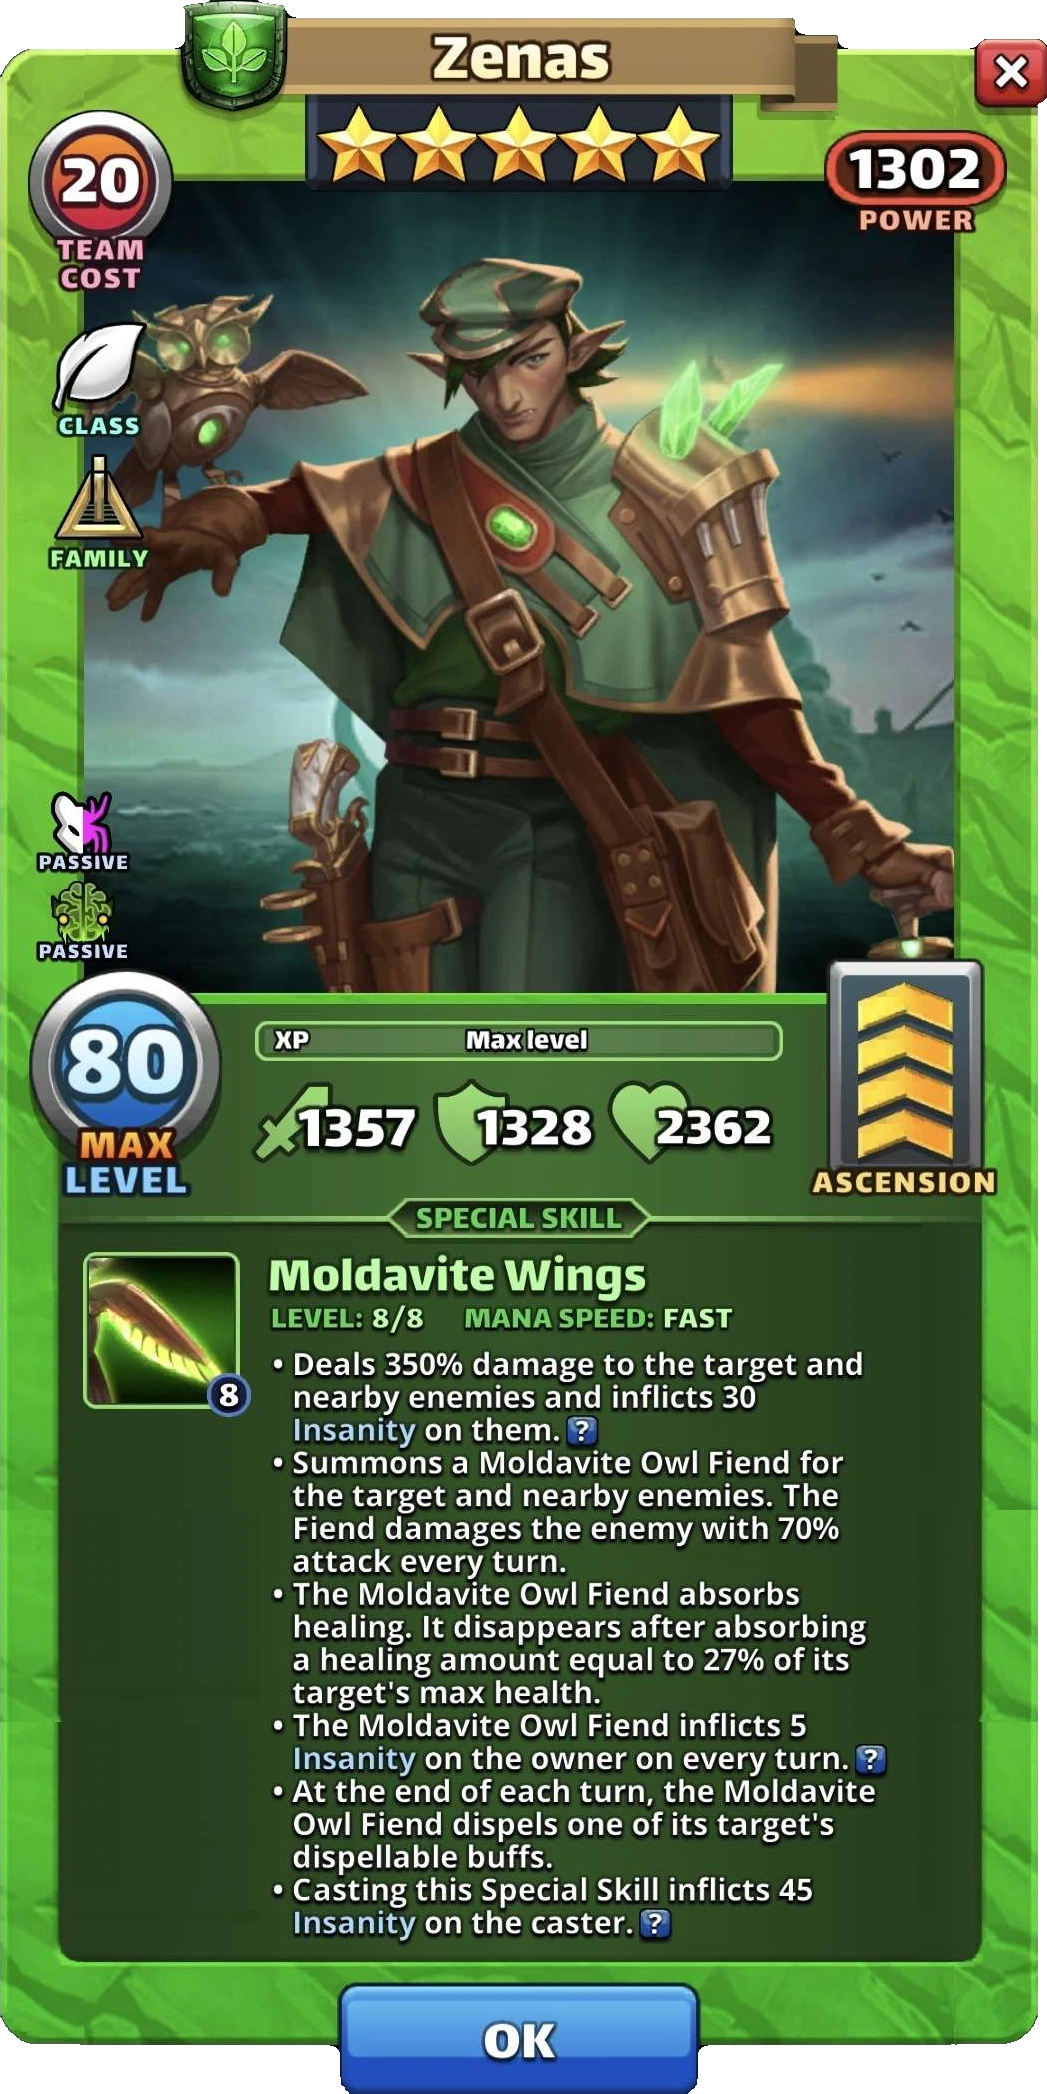 Zenas
20
TEAM
COST
1302
POWER
CLASS
FAMILY
PASSIVE
PASSIVE
80
MAX
LEVEL
XP Max level
1357 1328 2362
ASCENSION
SPECIAL SKILL
8
Moldavite Wings
LEVEL: 8/8 MANA SPEED: FAST
• Deals 350% damage to the target and
nearby enemies and inflicts 30
Insanity on them. ?
• Summons a Moldavite Owl Fiend for
the target and nearby enemies. The
Fiend damages the enemy with 70%
attack every turn.
• The Moldavite Owl Fiend absorbs
healing. It disappears after absorbing
a healing amount equal to 27% of its
target's max health.
• The Moldavite Owl Fiend inflicts 5
Insanity on the owner on every turn. ?
• At the end of each turn, the Moldavite
Owl Fiend dispels one of its target's
dispellable buffs.
• Casting this Special Skill inflicts 45
Insanity on the caster. ?
OK